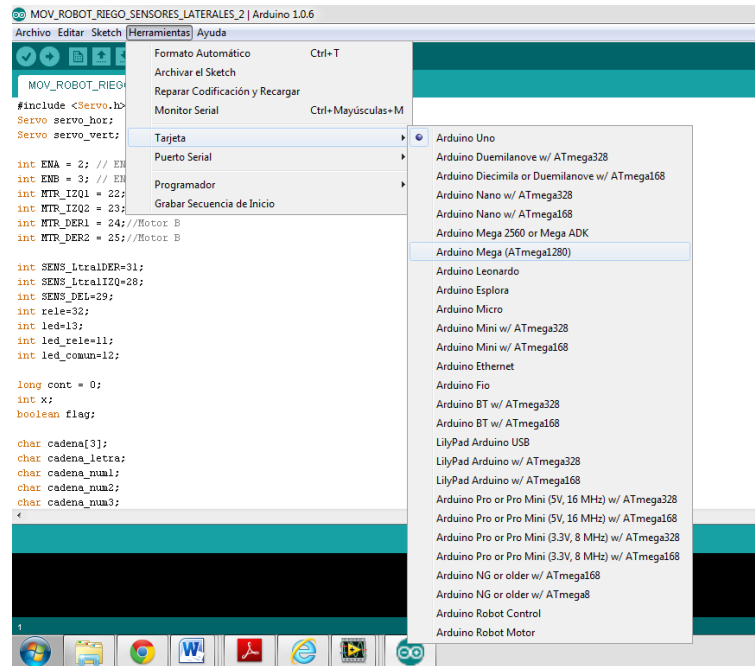 MOV_ROBOT_RIEGO_SENSORES_LATERALES_2 | Arduino 1.0.6
Archivo Editar Sketch Herramientas Ayuda
MOV_ROBOT_RIEG
Formato Automático Ctrl+T
Archivar el Sketch
Reparar Codificación y Recargar
Monitor Serial Ctrl+Mayúsculas+M
Tarjeta
Puerto Serial
Programador
Grabar Secuencia de Inicio
Arduino Uno
Arduino Duemilanove w/ ATmega328
Arduino Diecimila or Duemilanove w/ ATmega168
Arduino Nano w/ ATmega328
Arduino Nano w/ ATmega168
Arduino Mega 2560 or Mega ADK
Arduino Mega (ATmega1280)
Arduino Leonardo
Arduino Esplora
Arduino Micro
Arduino Mini w/ ATmega328
Arduino Mini w/ ATmega168
Arduino Ethernet
Arduino Fio
Arduino BT w/ ATmega328
Arduino BT w/ ATmega168
LilyPad Arduino USB
LilyPad Arduino w/ ATmega328
LilyPad Arduino w/ ATmega168
Arduino Pro or Pro Mini (5V, 16 MHz) w/ ATmega328
Arduino Pro or Pro Mini (5V, 16 MHz) w/ ATmega168
Arduino Pro or Pro Mini (3.3V, 8 MHz) w/ ATmega328
Arduino Pro or Pro Mini (3.3V, 8 MHz) w/ ATmega168
Arduino NG or older w/ ATmega168
Arduino NG or older w/ ATmega8
Arduino Robot Control
Arduino Robot Motor
#include <Servo.h>
Servo servo_hor;
Servo servo_vert;
int ENA = 2; // EN
int ENB = 3; // EN
int MTR_IZQ1 = 22;
int MTR_IZQ2 = 23;
int MTR_DER1 = 24;//Motor B
int MTR_DER2 = 25;//Motor B
int SENS_LtralDER=31;
int SENS_LtralIZQ=28;
int SENS_DEL=29;
int rele=32;
int led=13;
int led_rele=11;
int led_comun=12;
long cont = 0;
int x;
boolean flag;
char cadena[3];
char cadena_letra;
char cadena_num1;
char cadena_num2;
char cadena_num3;
1